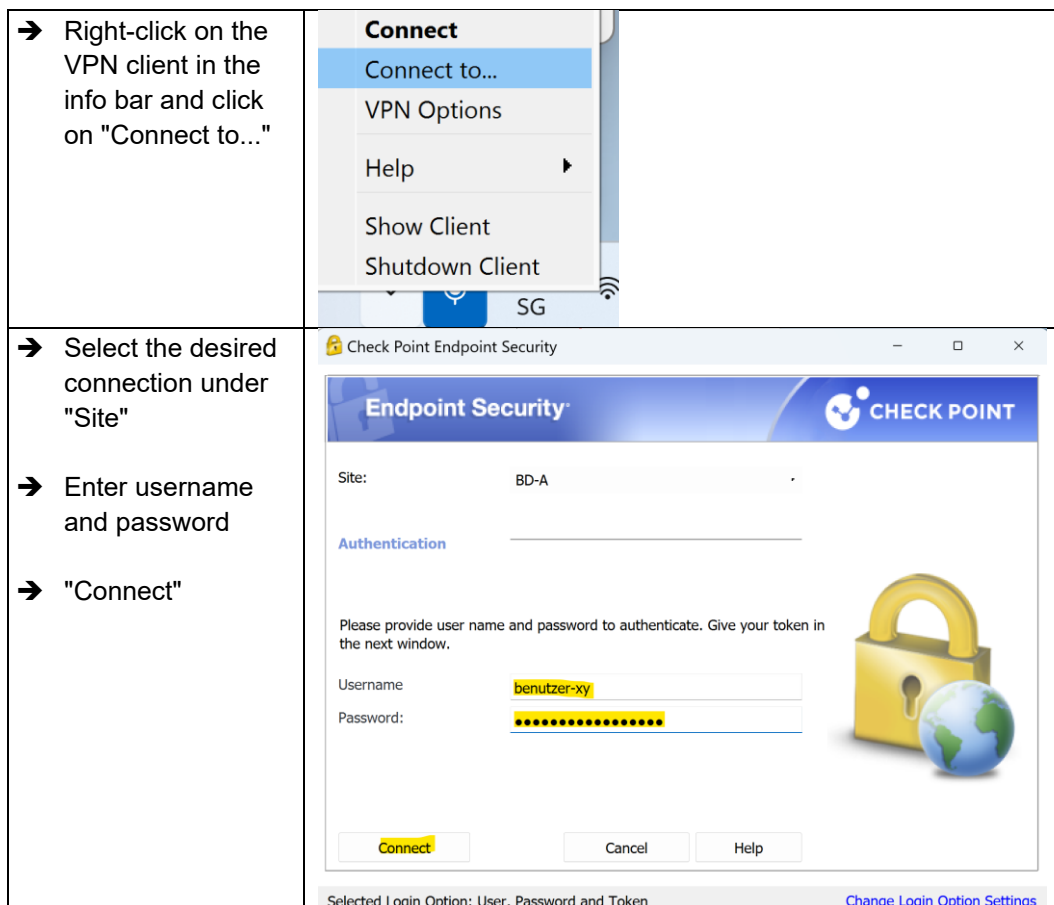 ➔ Right-click on the
VPN client in the
info bar and click
on "Connect to..."
Connect
Connect to...
VPN Options
Help
Show Client
Shutdown Client
SG
➔ Select the desired
connection under
"Site"
➔ Enter username
and password
➔ "Connect"
Check Point Endpoint Security
Endpoint Security
CHECK POINT
Site: BD-A
Authentication
Please provide user name and password to authenticate. Give your token in
the next window.
Username benutzer-xy
Password: •••••••••••••••••
Connect Cancel Help
Selected Login Option: User, Password and Token Change Login Option Settings